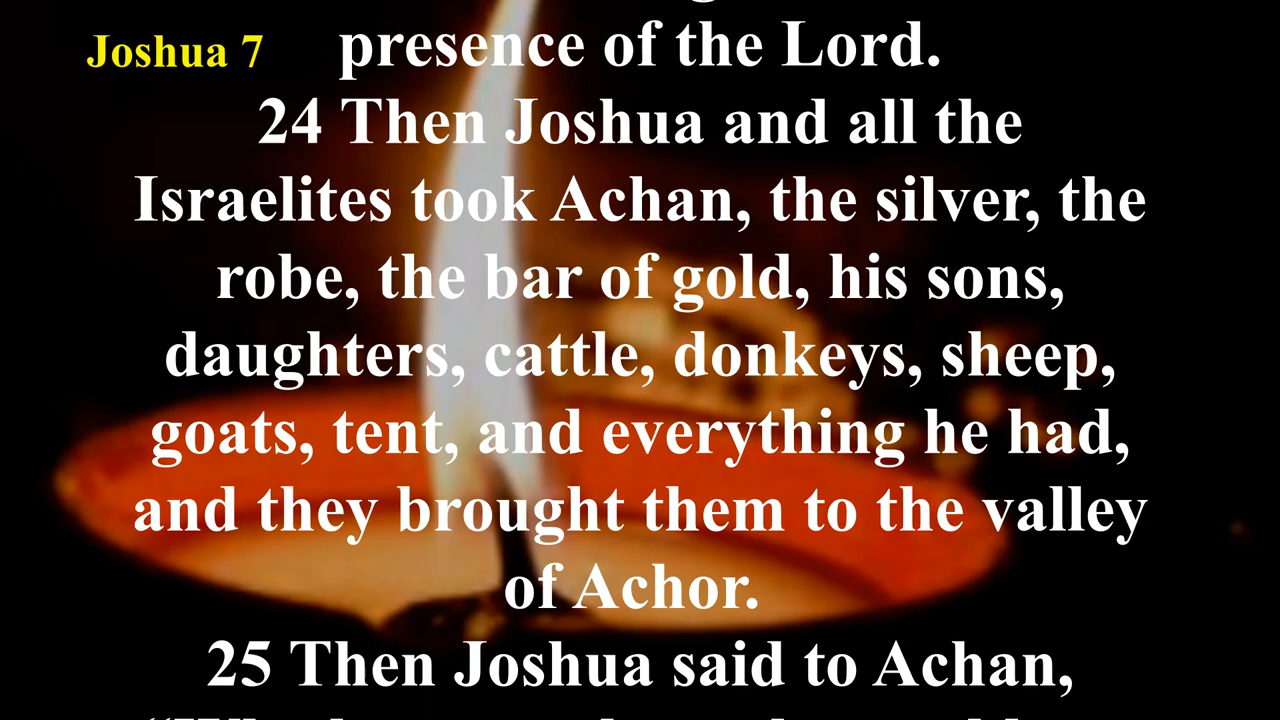 Joshua 7
presence of the Lord.
24 Then Joshua and all the
Israelites took Achan, the silver, the
robe, the bar of gold, his sons,
daughters, cattle, donkeys, sheep,
goats, tent, and everything he had,
and they brought them to the valley
of Achor.
25 Then Joshua said to Achan,